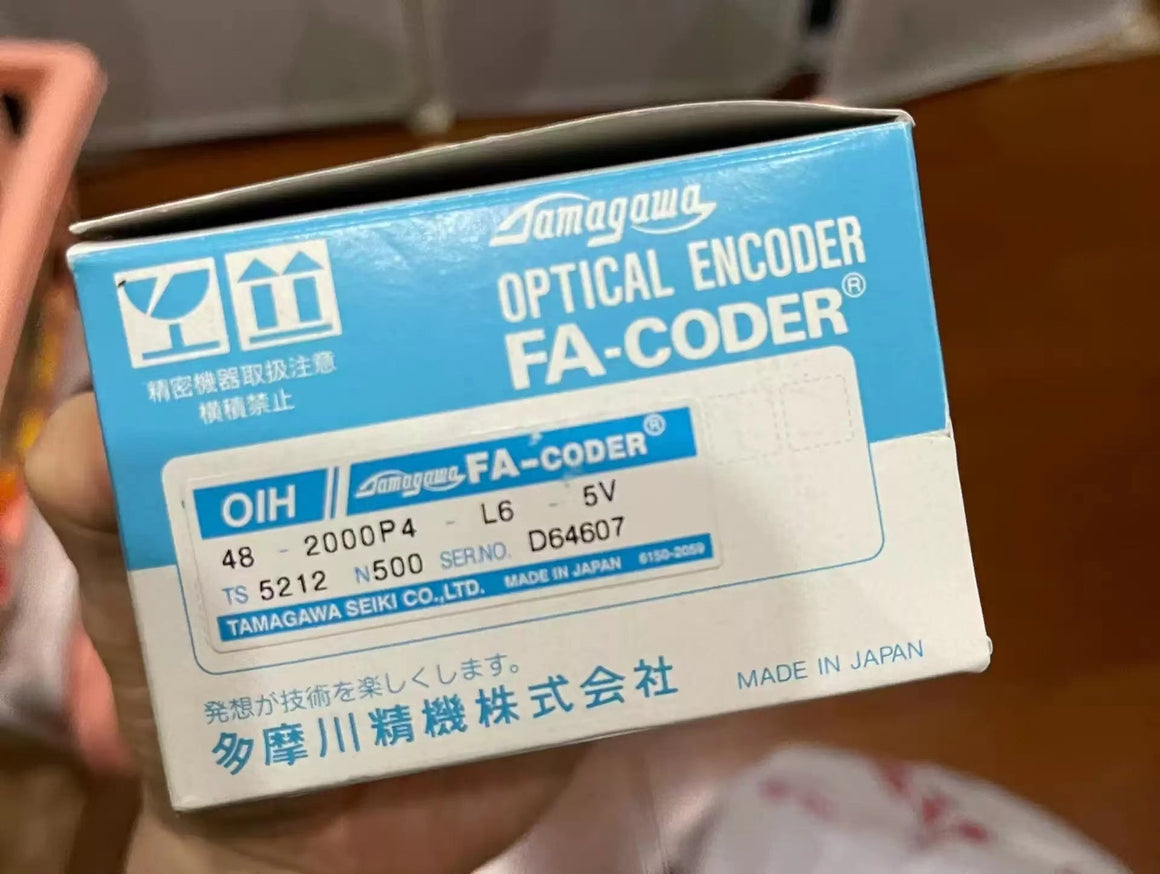 Tamagawa
OPTICAL ENCODER
FA-CODER®
精密機器取扱注意
横積禁止
OIH Tamagawa FA-CODER®
48 - 2000P4 - L6 - 5V
TS 5212 N500 SER.NO. D64607
TAMAGAWA SEIKI CO.,LTD. MADE IN JAPAN 6150-2059
発想が技術を楽しくします。
多摩川精機株式会社
MADE IN JAPAN